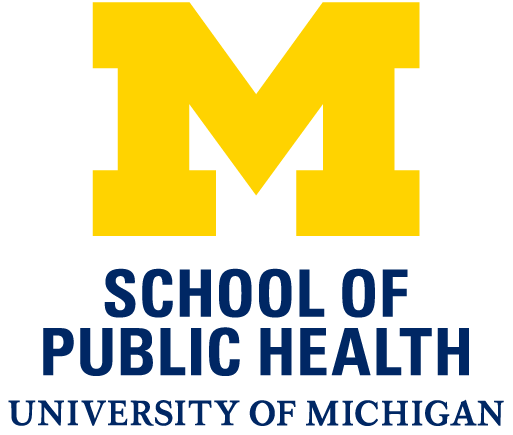 M
SCHOOL OF
PUBLIC HEALTH
UNIVERSITY OF MICHIGAN